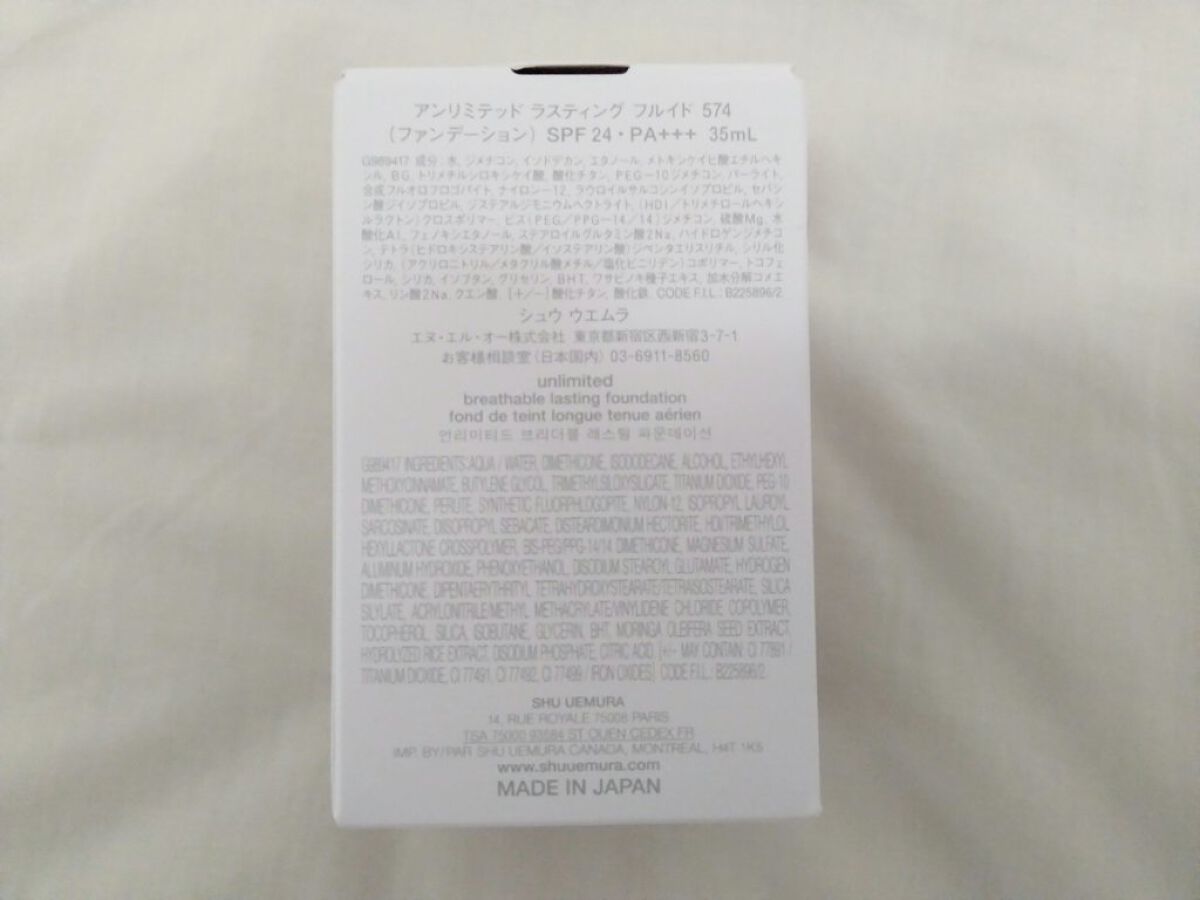 アンリミテッド ラスティング フルイド 574
(ファンデーション) SPF 24・PA+++ 35mL
G989417 成分:水, ジメチコン, イソドデカン, エタノール, メトキシケイヒ酸エチルヘキ
シル, BG, トリメチルシロキシケイ酸, 酸化チタン, PEG-10ジメチコン, パーライト,
合成フルオロフロゴパイト, ナイロン-12, ラウロイルサルコシンイソプロピル, セバシ
ン酸ジイソプロピル, ジステアルジモニウムヘクトライト, (HDI/トリメチロールヘキシ
ルラクトン)クロスポリマー, ビス(PEG/PPG-14/14)ジメチコン, 硫酸Mg, 水
酸化Al, フェノキシエタノール, ステアロイルグルタミン酸2Na, ハイドロゲンジメチコ
ン, テトラ(ヒドロキシステアリン酸/イソステアリン酸)ジペンタエリスリチル, シリル化
シリカ, (アクリロニトリル/メタクリル酸メチル/塩化ビニリデン)コポリマー, トコフェ
ロール, シリカ, イソブタン, グリセリン, BHT, ワサビノキ種子エキス, 加水分解コメエ
キス, リン酸2Na, クエン酸, [+/-] 酸化チタン, 酸化鉄, CODE F.I.L.: B225896/2
シュウ ウエムラ
エヌ・エル・オー株式会社 東京都新宿区西新宿3-7-1
お客様相談室(日本国内) 03-6911-8560
unlimited
breathable lasting foundation
fond de teint longue tenue aérien
언리미티드 브리더블 래스팅 파운데이션
G989417 INGREDIENTS: AQUA / WATER, DIMETHICONE, ISODODECANE, ALCOHOL, ETHYLHEXYL
METHOXYCINNAMATE, BUTYLENE GLYCOL, TRIMETHYLSILOXYSILICATE, TITANIUM DIOXIDE, PEG-10
DIMETHICONE, PERLITE, SYNTHETIC FLUORPHLOGOPITE, NYLON-12, ISOPROPYL LAUROYL
SARCOSINATE, DIISOPROPYL SEBACATE, DISTEARDIMONIUM HECTORITE, HDI/TRIMETHYLOL
HEXYLLACTONE CROSSPOLYMER, BIS-PEG/PPG-14/14 DIMETHICONE, MAGNESIUM SULFATE,
ALUMINUM HYDROXIDE, PHENOXYETHANOL, DISODIUM STEAROYL GLUTAMATE, HYDROGEN
DIMETHICONE, DIPENTAERYTHRITYL TETRAHYDROXYSTEARATE/TETRAISOSTEARATE, SILICA
SILYLATE, ACRYLONITRILE/METHYL METHACRYLATE/VINYLIDENE CHLORIDE COPOLYMER,
TOCOPHEROL, SILICA, ISOBUTANE, GLYCERIN, BHT, MORINGA OLEIFERA SEED EXTRACT,
HYDROLYZED RICE EXTRACT, DISODIUM PHOSPHATE, CITRIC ACID, [+/- MAY CONTAIN: CI 77891 /
TITANIUM DIOXIDE, CI 77491, CI 77492, CI 77499 / IRON OXIDES] CODE F.I.L.: B225896/2
SHU UEMURA
14, RUE ROYALE 75008 PARIS
TSA 75000 93584 ST OUEN CEDEX FR
IMP. BY/PAR SHU UEMURA CANADA, MONTREAL, H4T 1K5
www.shuuemura.com
MADE IN JAPAN